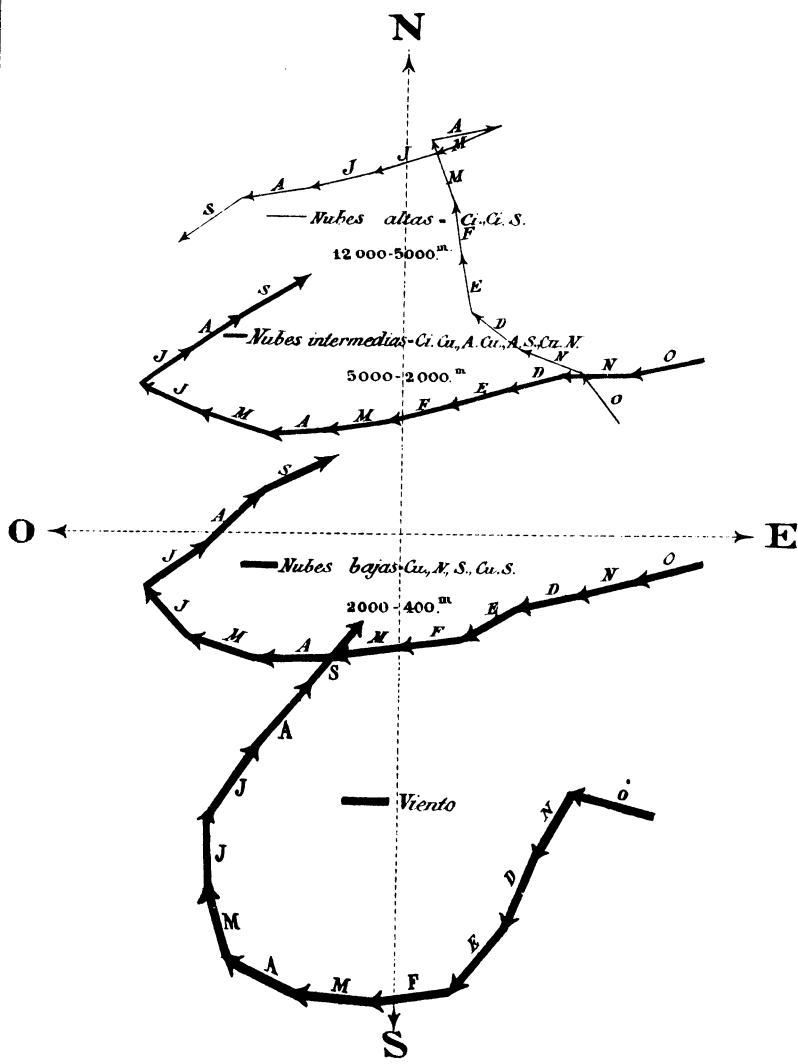 N
A
M
J
J
A
S
M
Nubes altas - Ci., Ci. S.
F
12 000-5000.m.
E
S
A
D
J
Nubes intermedias-Ci. Cu., A. Cu., A. S., Cu. N.
N
N
O
5000-2000.m
D
E
J
F
M
A
M
O
S
A
O
E
J
Nubes bajas-Cu., N., S., Cu. S.
O
N
D
2000-400.m
E
J
F
M
A
M
S
A
J
Viento
O
N
J
D
M
E
A
M
F
S